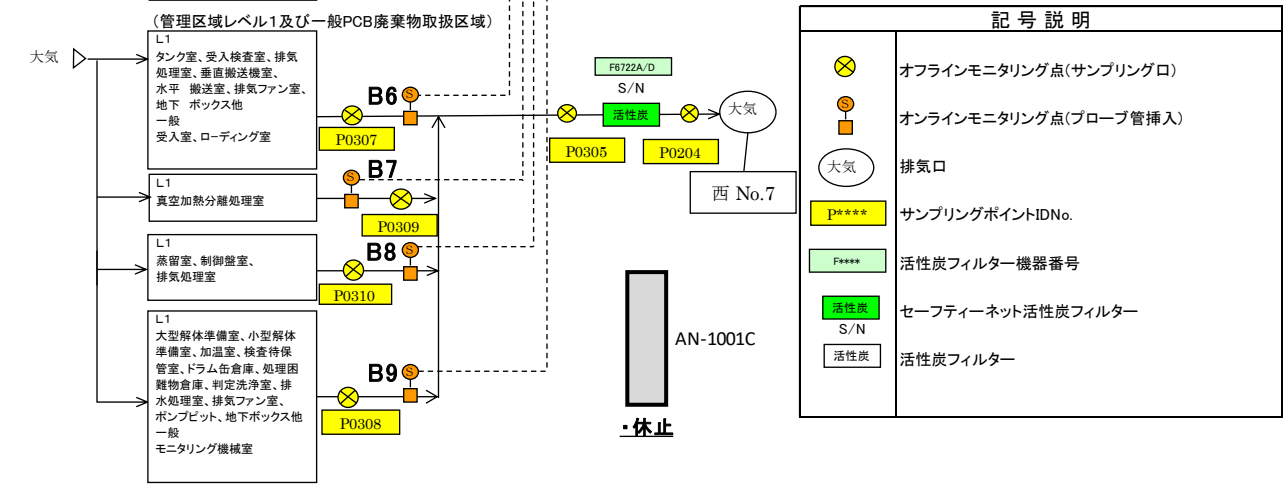 （管理区域レベル1及び一般PCB廃棄物取扱区域）
大気
L1
タンク室、受入検査室、排気
処理室、垂直搬送機室、
水平 搬送室、排気ファン室、
地下 ボックス他
一般
受入室、ローディング室
P0307
B6
S
L1
真空加熱分離処理室
S
B7
P0309
L1
蒸留室、制御盤室、
排気処理室
P0310
B8
S
L1
大型解体準備室、小型解体
準備室、加温室、検査待保
管室、ドラム缶倉庫、処理困
難物倉庫、判定洗浄室、排
水処理室、排気ファン室、
ポンプピット、地下ボックス他
一般
モニタリング機械室
P0308
B9
S
F6722A/D
S/N
活性炭
P0305
P0204
大気
西 No.7
AN-1001C
・休止
記号説明
オフラインモニタリング点(サンプリング口)
S
オンラインモニタリング点(プローブ管挿入)
大気
排気口
P****
サンプリングポイントIDNo.
F****
活性炭フィルター機器番号
活性炭
S/N
セーフティーネット活性炭フィルター
活性炭
活性炭フィルター